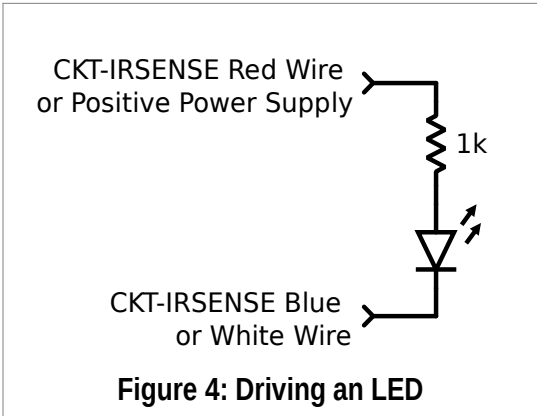 CKT-IRSENSE Red Wire
or Positive Power Supply
1k
CKT-IRSENSE Blue
or White Wire
Figure 4: Driving an LED